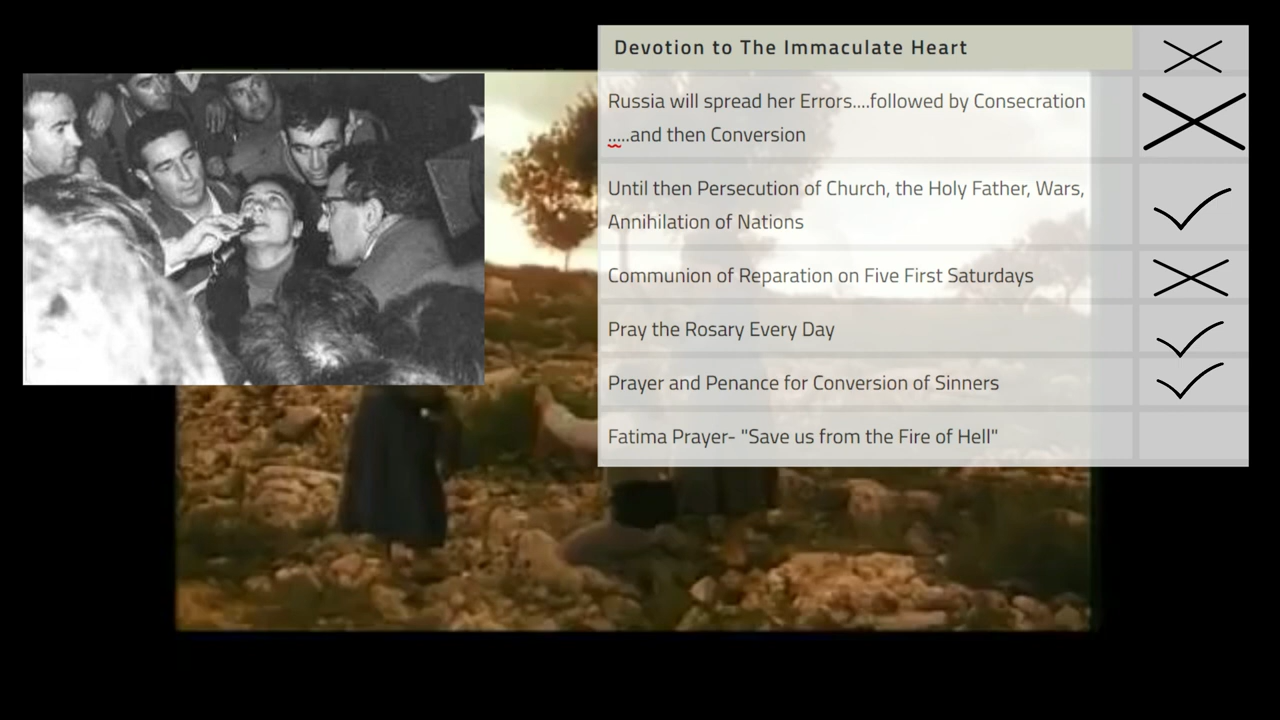 Devotion to The Immaculate Heart
Russia will spread her Errors....followed by Consecration
.....and then Conversion
Until then Persecution of Church, the Holy Father, Wars,
Annihilation of Nations
Communion of Reparation on Five First Saturdays
Pray the Rosary Every Day
Prayer and Penance for Conversion of Sinners
Fatima Prayer- "Save us from the Fire of Hell"